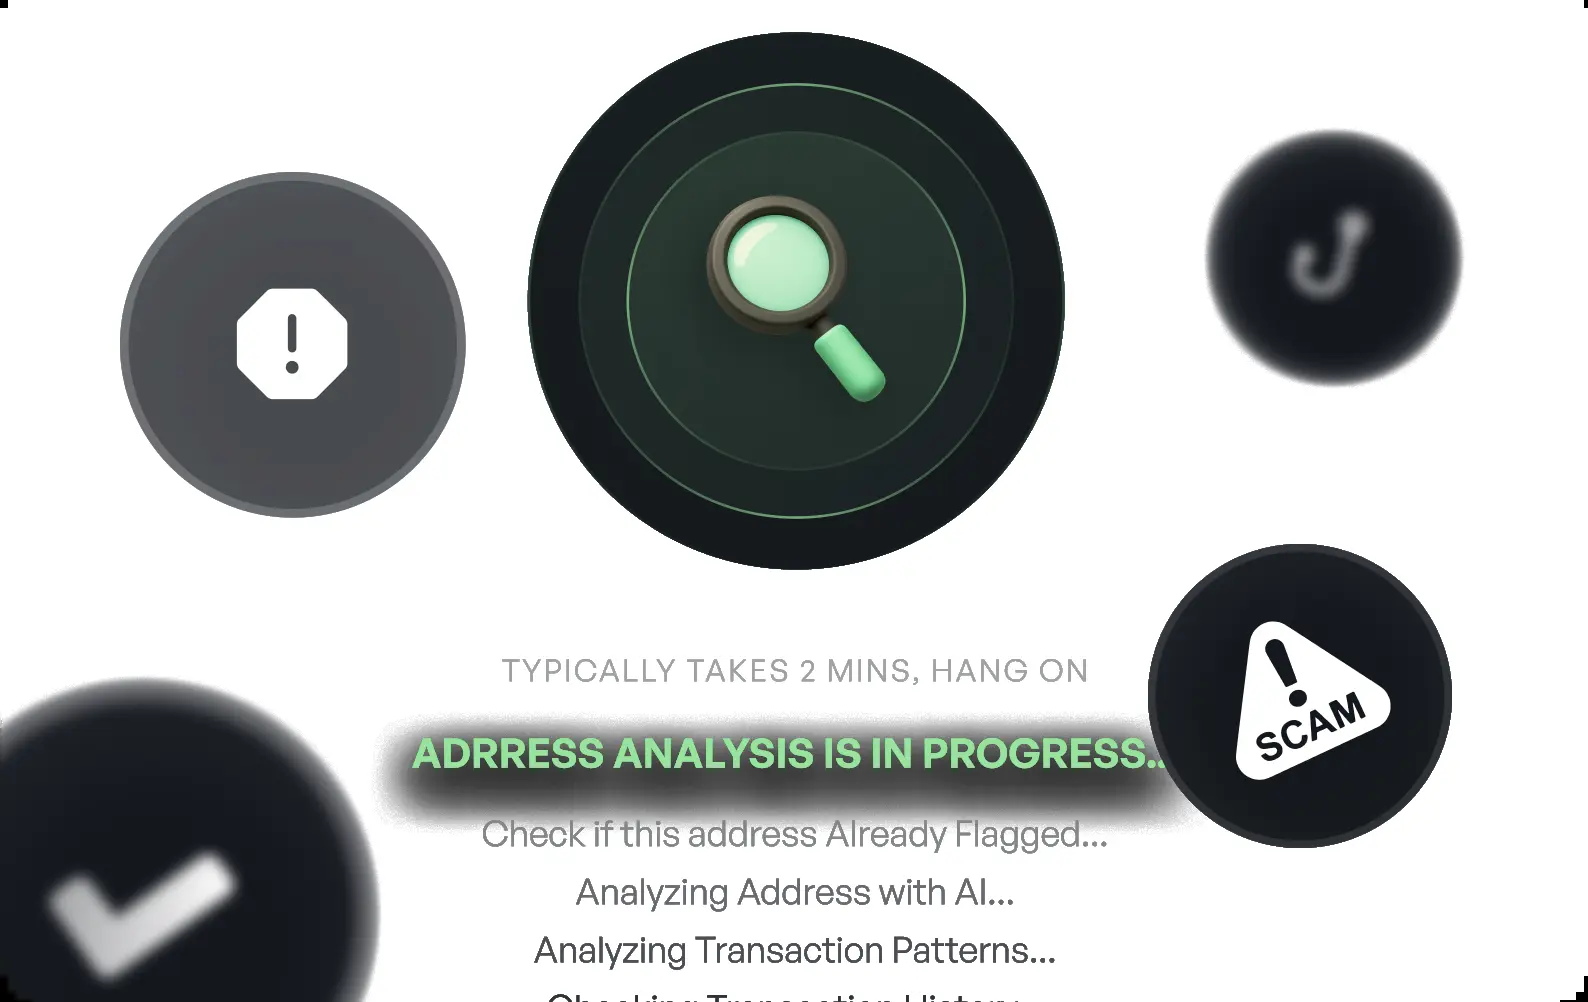 TYPICALLY TAKES 2 MINS, HANG ON
ADRRESS ANALYSIS IS IN PROGRESS..
SCAM
Check if this address Already Flagged...
Analyzing Address with AI...
Analyzing Transaction Patterns...
Checking Transaction History...